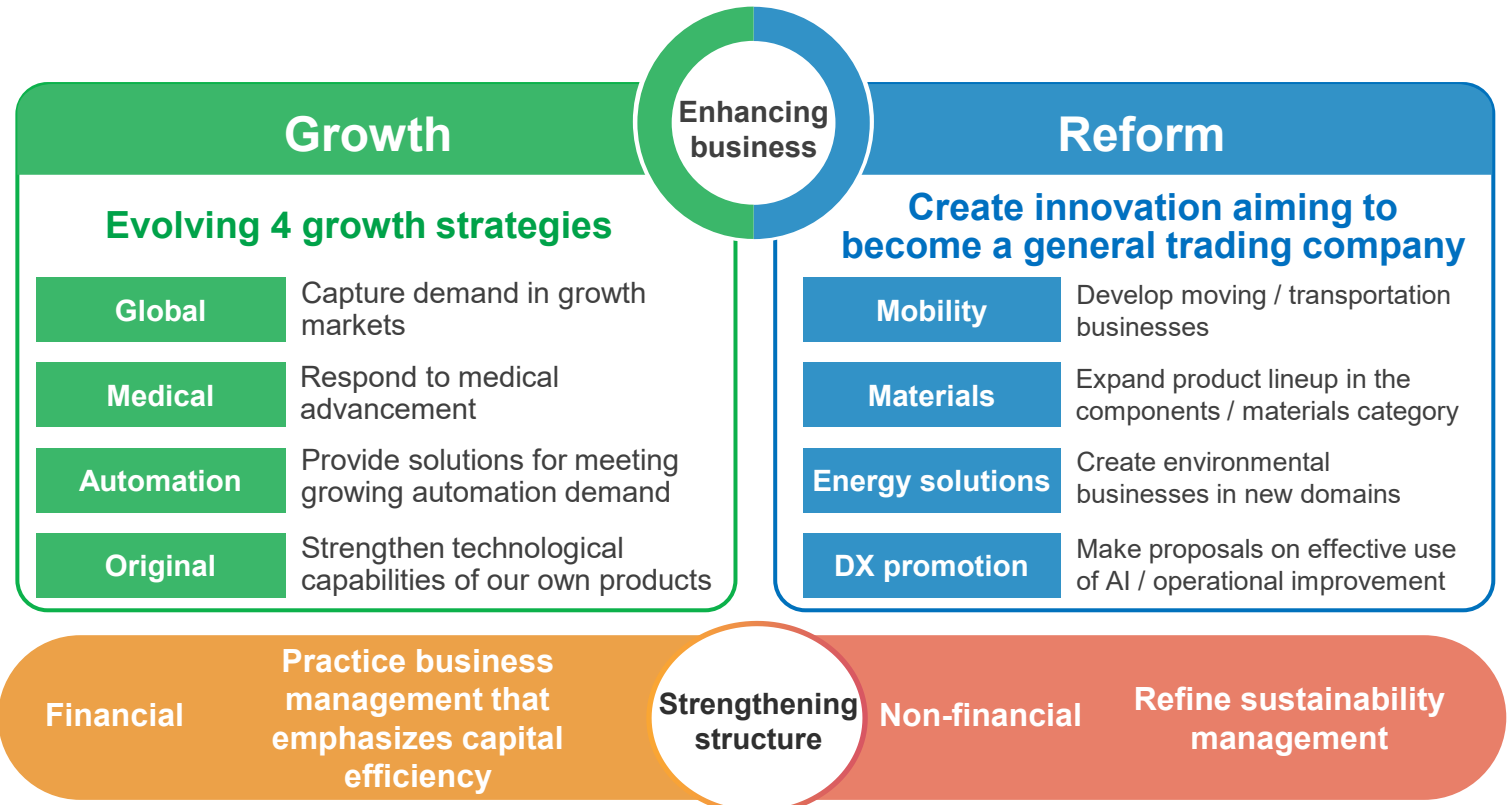 Enhancing
business
Growth
Evolving 4 growth strategies
Global
Capture demand in growth
markets
Medical
Respond to medical
advancement
Automation
Provide solutions for meeting
growing automation demand
Original
Strengthen technological
capabilities of our own products
Reform
Create innovation aiming to
become a general trading company
Mobility
Develop moving / transportation
businesses
Materials
Expand product lineup in the
components / materials category
Energy solutions
Create environmental
businesses in new domains
DX promotion
Make proposals on effective use
of AI / operational improvement
Strengthening
structure
Financial
Practice business
management that
emphasizes capital
efficiency
Non-financial
Refine sustainability
management